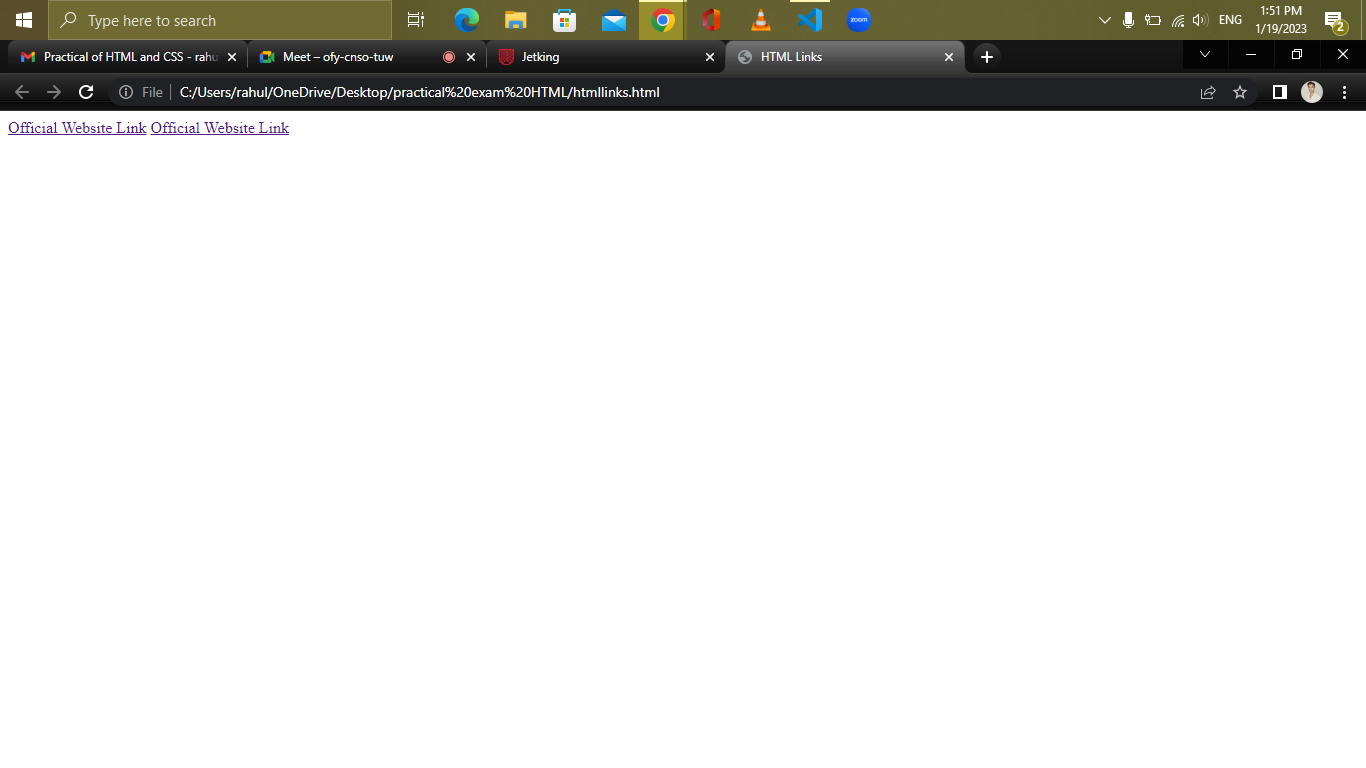 Type here to search
ENG
1:51 PM
1/19/2023
2
zoom
Practical of HTML and CSS - rahu
Meet – ofy-cnso-tuw
Jetking
HTML Links
File
C:/Users/rahul/OneDrive/Desktop/practical%20exam%20HTML/htmllinks.html
Official Website Link Official Website Link